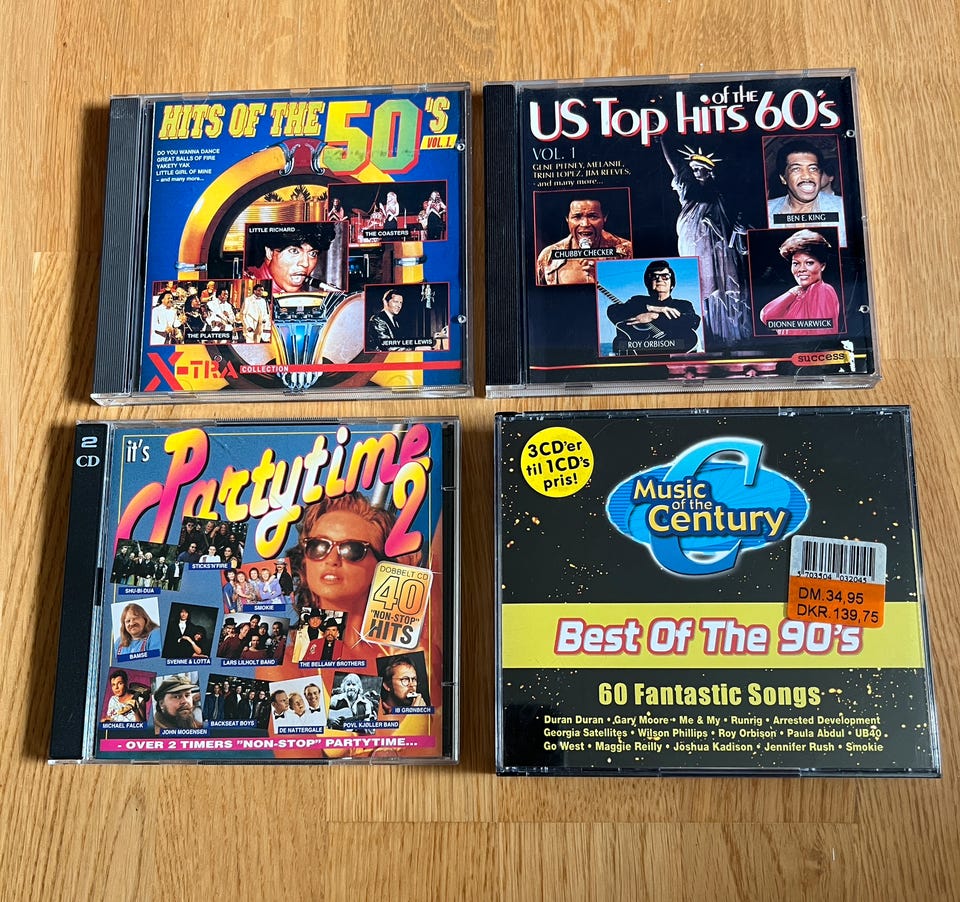 HITS OF THE 50'S
VOL. 1.
DO YOU WANNA DANCE
GREAT BALLS OF FIRE
YAKETY YAK
LITTLE GIRL OF MINE
- and many more...
LITTLE RICHARD
THE COASTERS
THE PLATTERS
JERRY LEE LEWIS
X-TRA COLLECTION
US Top hits of the 60's
VOL. 1
GENE PITNEY, MELANIE,
TRINI LOPEZ, JIM REEVES,
- and many more...
BEN E. KING
CHUBBY CHECKER
ROY ORBISON
DIONNE WARWICK
success
2
CD
it's
Partytime
2
DOBBELT CD
40
"NON-STOP"
HITS
STICKS'N'FIRE
SHU-BI-DUA
SMOKIE
BAMSE
SVENNE & LOTTA
LARS LILHOLT BAND
THE BELLAMY BROTHERS
MICHAEL FALCK
JOHN MOGENSEN
BACKSEAT BOYS
DE NATTERGALE
POVL KJØLLER BAND
IB GRØNBECH
- OVER 2 TIMERS "NON-STOP" PARTYTIME...
3CD'er
til 1CD's
pris!
C
Music
of the
Century
5 703504 032045
DM.34,95
DKR.139,75
Best Of The 90's
60 Fantastic Songs
Duran Duran • Gary Moore • Me & My • Runrig • Arrested Development
Georgia Satellites • Wilson Phillips • Roy Orbison • Paula Abdul • UB40
Go West • Maggie Reilly • Joshua Kadison • Jennifer Rush • Smokie